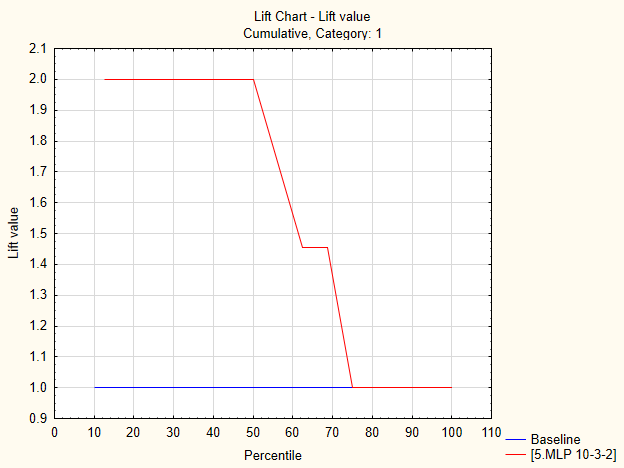 Lift Chart - Lift value
Cumulative, Category: 1
2.1
2.0
1.9
1.8
1.7
1.6
1.5
1.4
1.3
1.2
1.1
1.0
0.9
Lift value
0 10 20 30 40 50 60 70 80 90 100 110
Percentile
Baseline
[5.MLP 10-3-2]